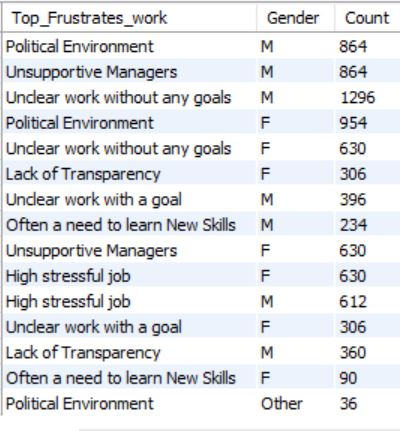 Top_Frustrates_work Gender Count
Political Environment M 864
Unsupportive Managers M 864
Unclear work without any goals M 1296
Political Environment F 954
Unclear work without any goals F 630
Lack of Transparency F 306
Unclear work with a goal M 396
Often a need to learn New Skills M 234
Unsupportive Managers F 630
High stressful job F 630
High stressful job M 612
Unclear work with a goal F 306
Lack of Transparency M 360
Often a need to learn New Skills F 90
Political Environment Other 36